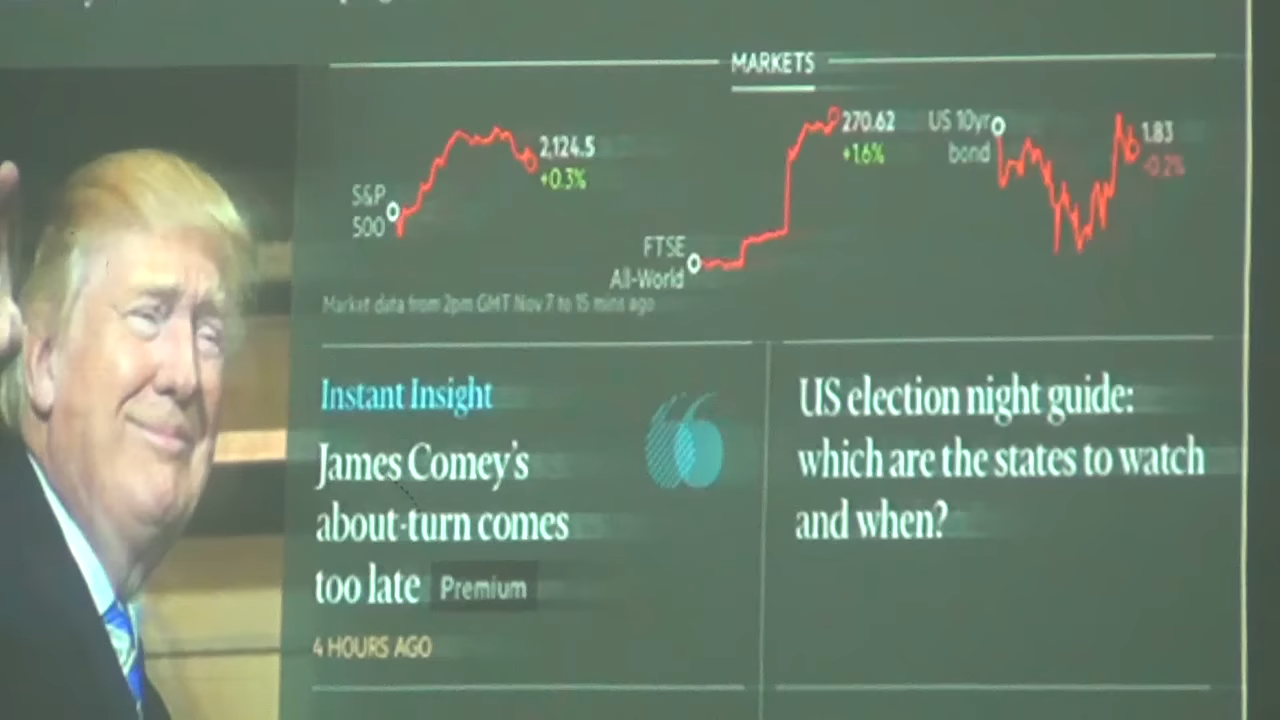 MARKETS
S&P
500
2,124.5
+0.3%
FTSE
All-World
270.62
+1.6%
US 10yr
bond
1.83
-0.2%
Market data from 2pm GMT Nov 7 to 15 mins ago
Instant Insight
James Comey's
about-turn comes
too late Premium
4 HOURS AGO
US election night guide:
which are the states to watch
and when?